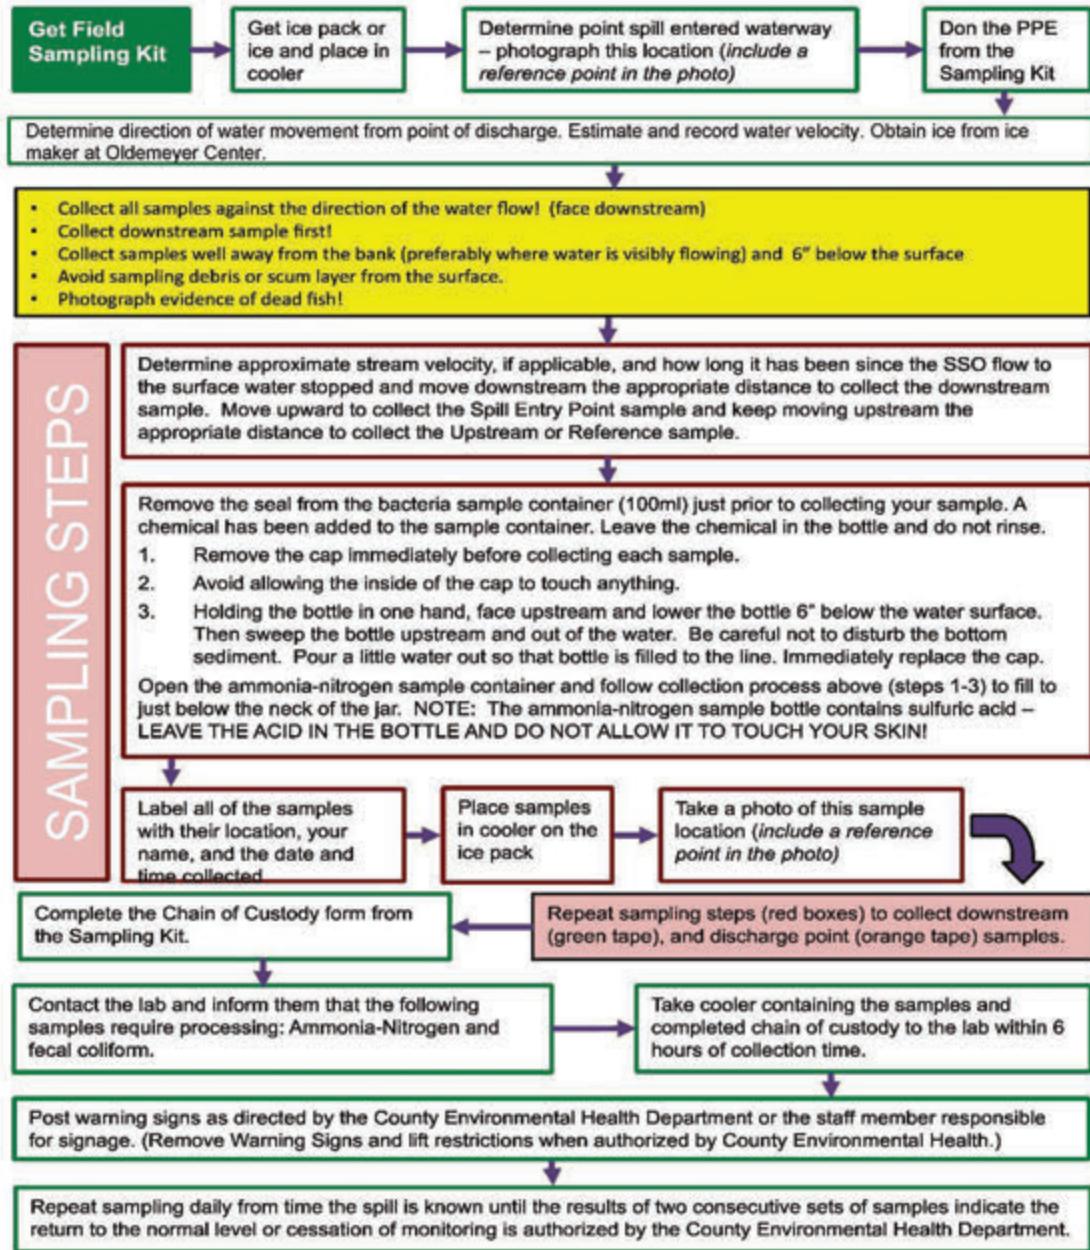 Get Field
Sampling Kit
Get ice pack or
ice and place in
cooler
Determine point spill entered waterway
– photograph this location (include a
reference point in the photo)
Don the PPE
from the
Sampling Kit
Determine direction of water movement from point of discharge. Estimate and record water velocity. Obtain ice from ice
maker at Oldemeyer Center.
• Collect all samples against the direction of the water flow! (face downstream)
• Collect downstream sample first!
• Collect samples well away from the bank (preferably where water is visibly flowing) and 6" below the surface
• Avoid sampling debris or scum layer from the surface.
• Photograph evidence of dead fish!
SAMPLING STEPS
Determine approximate stream velocity, if applicable, and how long it has been since the SSO flow to
the surface water stopped and move downstream the appropriate distance to collect the downstream
sample. Move upward to collect the Spill Entry Point sample and keep moving upstream the
appropriate distance to collect the Upstream or Reference sample.
Remove the seal from the bacteria sample container (100ml) just prior to collecting your sample. A
chemical has been added to the sample container. Leave the chemical in the bottle and do not rinse.
1. Remove the cap immediately before collecting each sample.
2. Avoid allowing the inside of the cap to touch anything.
3. Holding the bottle in one hand, face upstream and lower the bottle 6" below the water surface.
Then sweep the bottle upstream and out of the water. Be careful not to disturb the bottom
sediment. Pour a little water out so that bottle is filled to the line. Immediately replace the cap.
Open the ammonia-nitrogen sample container and follow collection process above (steps 1-3) to fill to
just below the neck of the jar. NOTE: The ammonia-nitrogen sample bottle contains sulfuric acid –
LEAVE THE ACID IN THE BOTTLE AND DO NOT ALLOW IT TO TOUCH YOUR SKIN!
Label all of the samples
with their location, your
name, and the date and
time collected
Place samples
in cooler on the
ice pack
Take a photo of this sample
location (include a reference
point in the photo)
Repeat sampling steps (red boxes) to collect downstream
(green tape), and discharge point (orange tape) samples.
Complete the Chain of Custody form from
the Sampling Kit.
Contact the lab and inform them that the following
samples require processing: Ammonia-Nitrogen and
fecal coliform.
Take cooler containing the samples and
completed chain of custody to the lab within 6
hours of collection time.
Post warning signs as directed by the County Environmental Health Department or the staff member responsible
for signage. (Remove Warning Signs and lift restrictions when authorized by County Environmental Health.)
Repeat sampling daily from time the spill is known until the results of two consecutive sets of samples indicate the
return to the normal level or cessation of monitoring is authorized by the County Environmental Health Department.